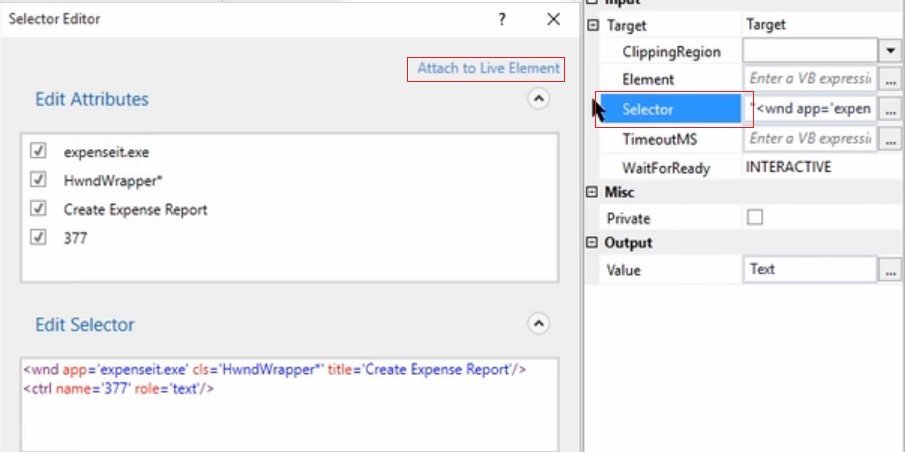 Selector Editor
?
Attach to Live Element
Edit Attributes
expenseit.exe
HwndWrapper*
Create Expense Report
377
Edit Selector
<wnd app='expenseit.exe' cls='HwndWrapper*' title='Create Expense Report'/>
<ctrl name='377' role='text'/>
Input
Target Target
ClippingRegion
Element Enter a VB expressi ...
Selector "<wnd app='expen ...
TimeoutMS Enter a VB expressi ...
WaitForReady INTERACTIVE
Misc
Private
Output
Value Text ...